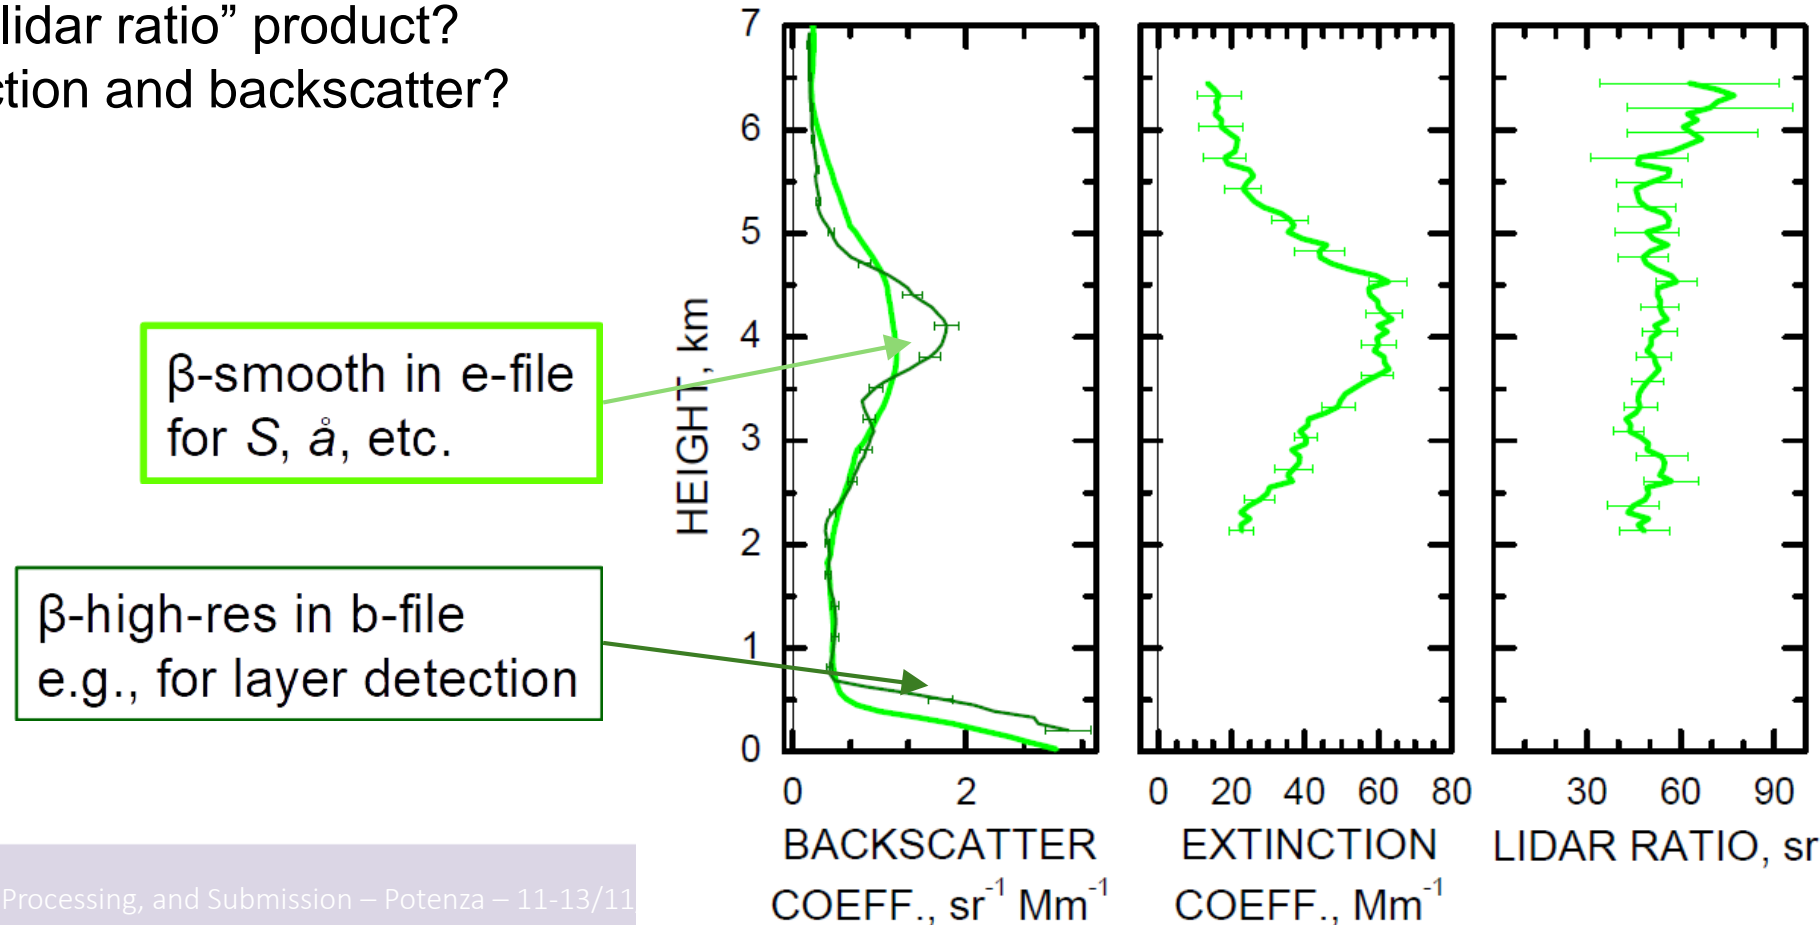 lidar ratio” product?
ction and backscatter?
β-smooth in e-file
for S, å, etc.
β-high-res in b-file
e.g., for layer detection
HEIGHT, km
7
6
5
4
3
2
1
0
0 2
BACKSCATTER
COEFF., sr⁻¹ Mm⁻¹
0 20 40 60 80
EXTINCTION
COEFF., Mm⁻¹
30 60 90
LIDAR RATIO, sr
Processing, and Submission – Potenza – 11-13/11